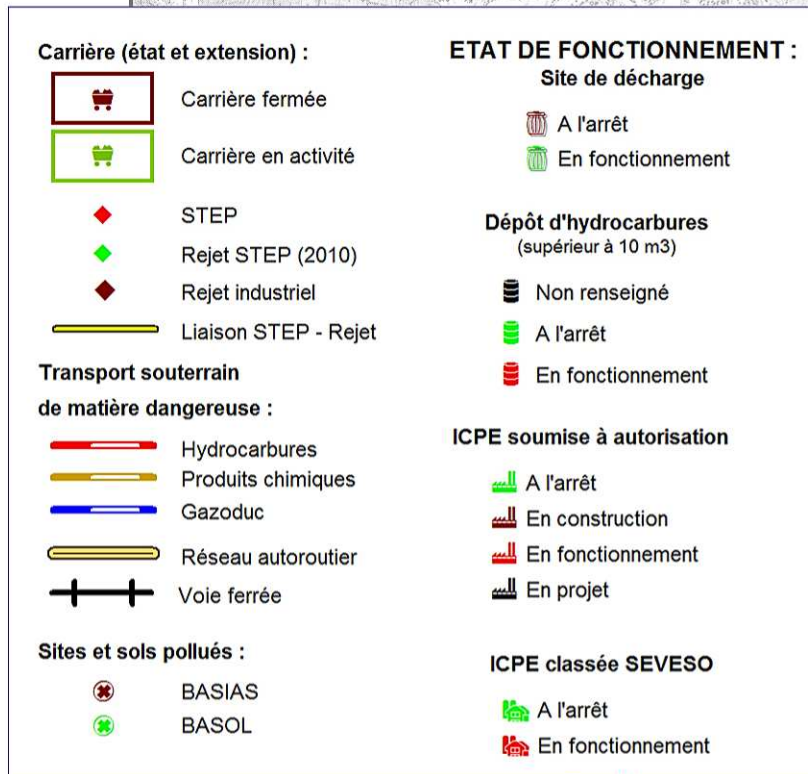 Carrière (état et extension) :
Carrière fermée
Carrière en activité
STEP
Rejet STEP (2010)
Rejet industriel
Liaison STEP - Rejet
Transport souterrain
de matière dangereuse :
Hydrocarbures
Produits chimiques
Gazoduc
Réseau autoroutier
Voie ferrée
Sites et sols pollués :
BASIAS
BASOL
ETAT DE FONCTIONNEMENT :
Site de décharge
A l'arrêt
En fonctionnement
Dépôt d'hydrocarbures
(supérieur à 10 m3)
Non renseigné
A l'arrêt
En fonctionnement
ICPE soumise à autorisation
A l'arrêt
En construction
En fonctionnement
En projet
ICPE classée SEVESO
A l'arrêt
En fonctionnement